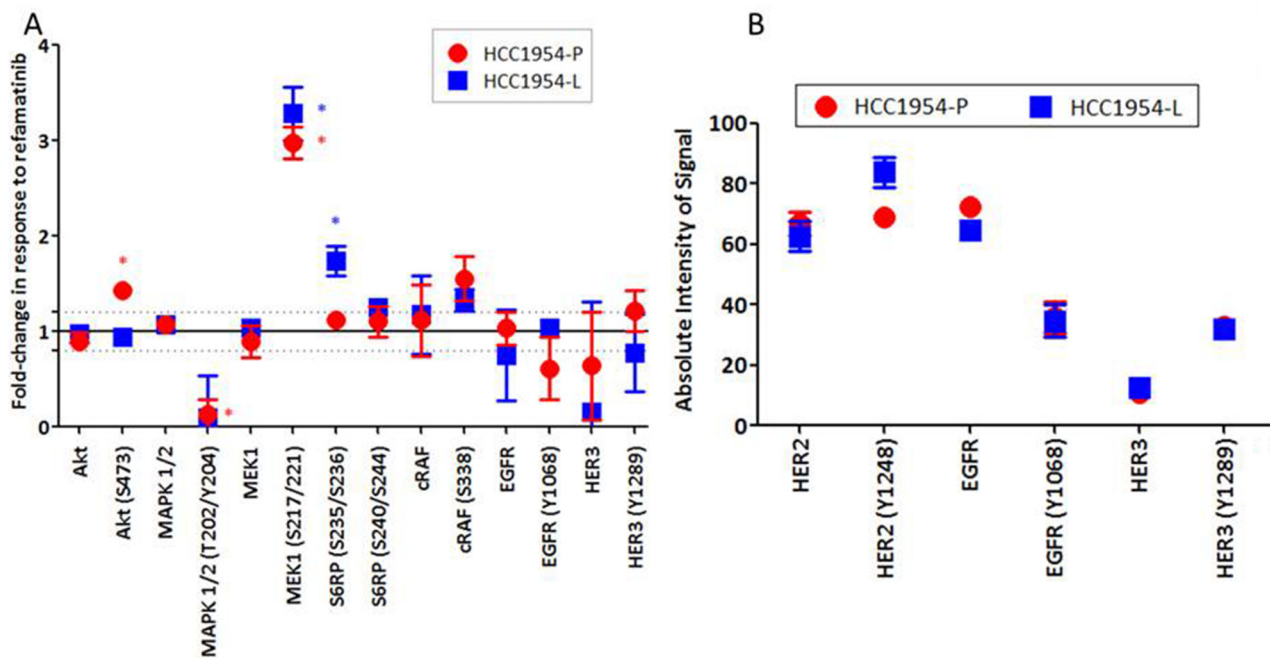 A
Fold-change in response to refamatinib
4
3
2
1
0
HCC1954-P
HCC1954-L
*
*
*
*
*
Akt
Akt (S473)
MAPK 1/2
MAPK 1/2 (T202/Y204)
MEK1
MEK1 (S217/221)
S6RP (S235/S236)
S6RP (S240/S244)
cRAF
cRAF (S338)
EGFR
EGFR (Y1068)
HER3
HER3 (Y1289)
B
Absolute Intensity of Signal
HCC1954-P
HCC1954-L
100
80
60
40
20
0
HER2
HER2 (Y1248)
EGFR
EGFR (Y1068)
HER3
HER3 (Y1289)